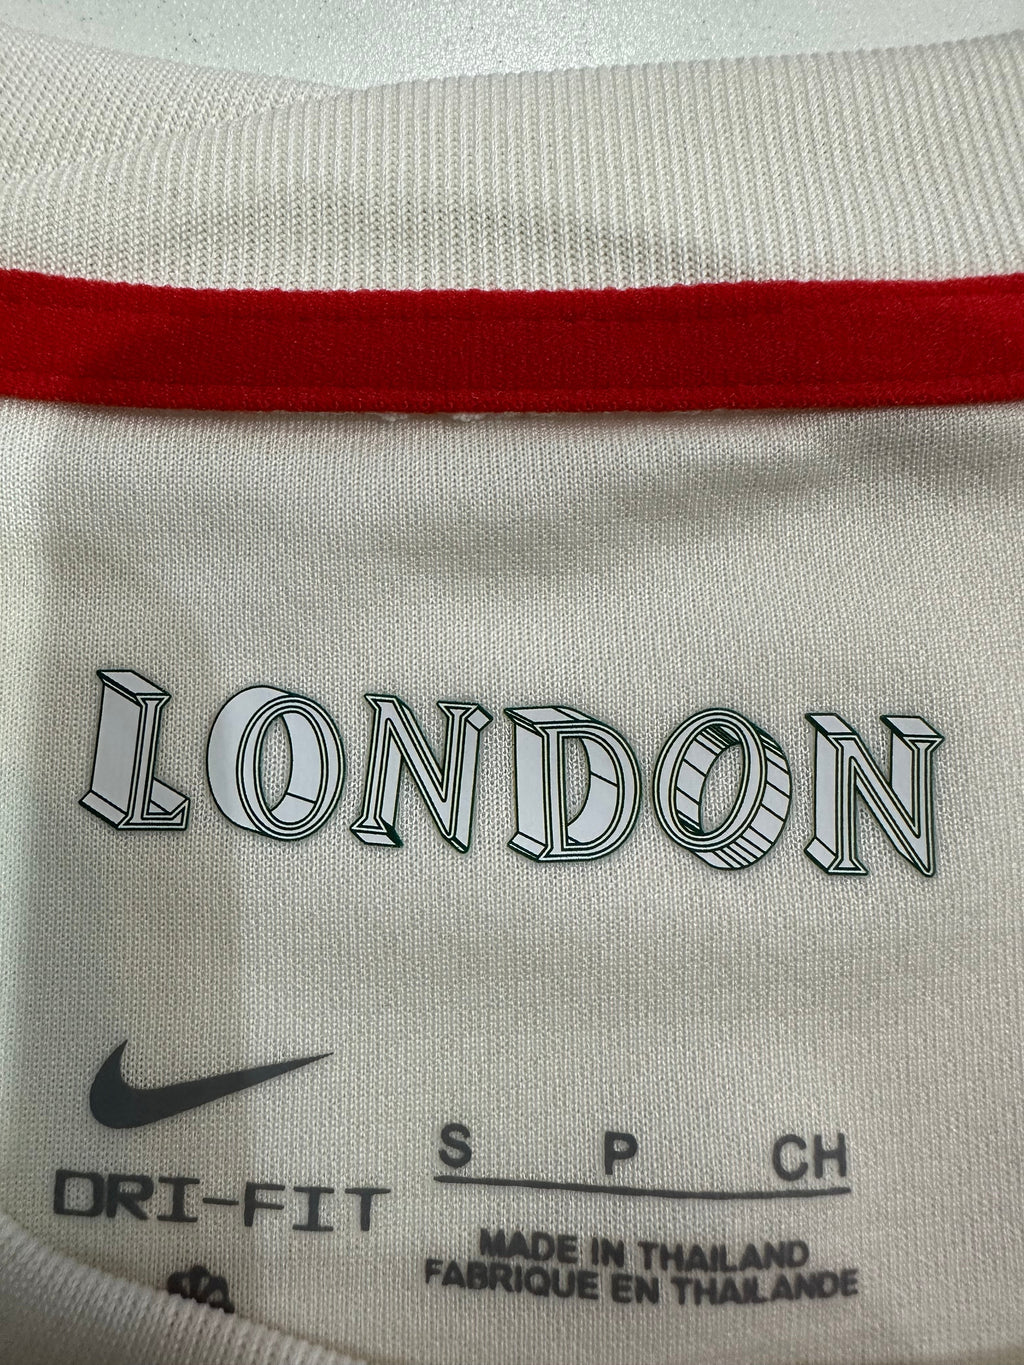 LONDON
DRI-FIT
S P CH
MADE IN THAILAND
FABRIQUE EN THAILANDE